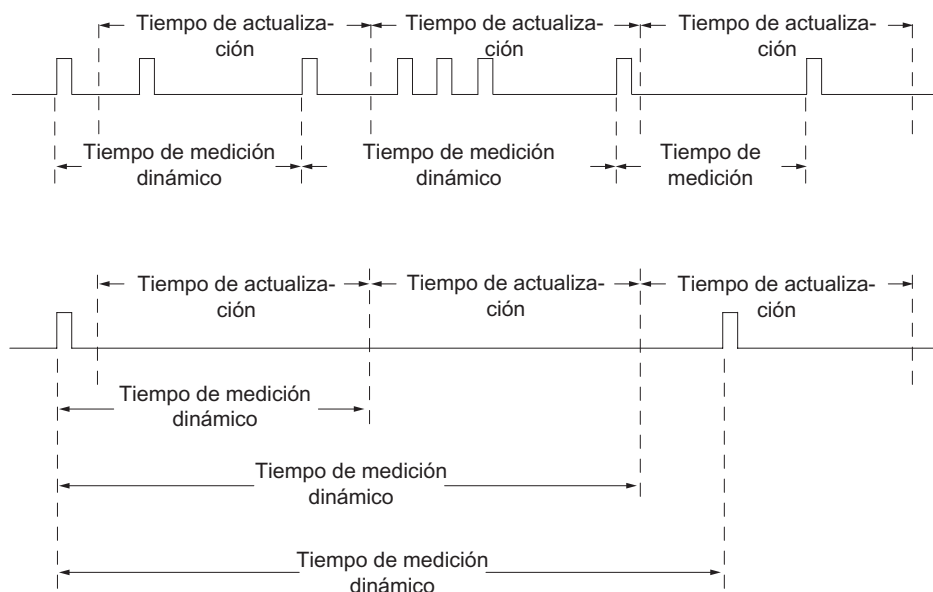 Tiempo de actualiza-
ción
Tiempo de actualiza-
ción
Tiempo de actualiza-
ción
Tiempo de medición
dinámico
Tiempo de medición
dinámico
Tiempo de
medición
Tiempo de actualiza-
ción
Tiempo de actualiza-
ción
Tiempo de actualiza-
ción
Tiempo de medición
dinámico
Tiempo de medición
dinámico
Tiempo de medición
dinámico